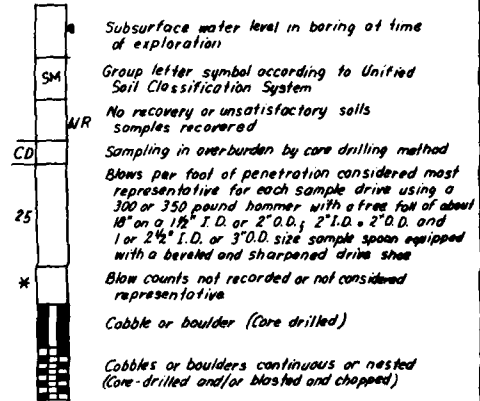 Subsurface water level in boring at time
of exploration
SM
Group letter symbol according to Unified
Soil Classification System
NR
No recovery or unsatisfactory soils
samples recovered
CD
Sampling in overburden by core drilling method
25
Blows per foot of penetration considered most
representative for each sample drive using a
300 or 350 pound hammer with a free fall of about
18" on a 1½" I.D. or 2" O.D.; 2" I.D. • 2" O.D. and
1 or 2½" I.D. or 3" O.D. size sample spoon equipped
with a beveled and sharpened drive shoe
*
Blow counts not recorded or not considered
representative
Cobble or boulder (Core drilled)
Cobbles or boulders continuous or nested
(Core-drilled and/or blasted and chopped)